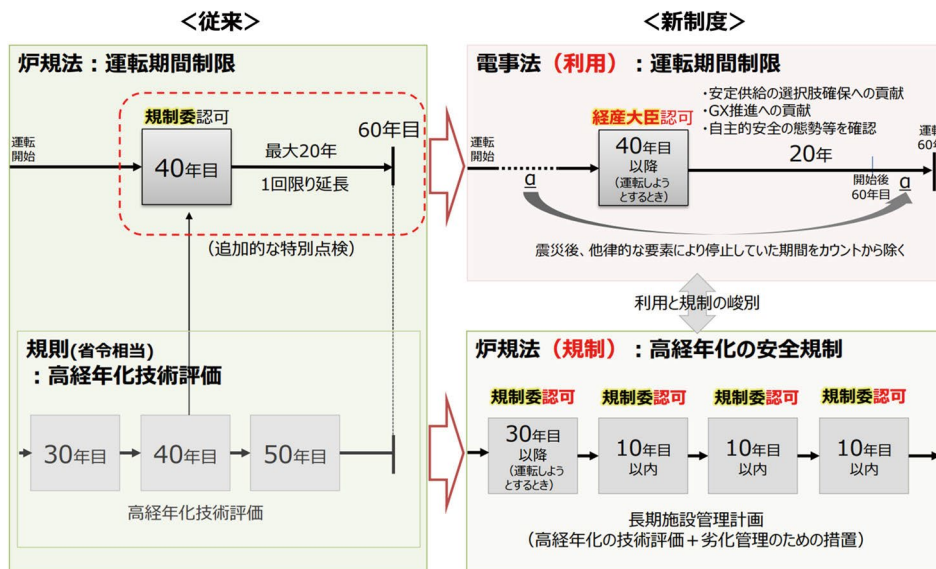 ＜従来＞
炉規法：運転期間制限
規制委認可
60年目
運転
開始
40年目
最大20年
1回限り延長
（追加的な特別点検）
規則(省令相当)
：高経年化技術評価
30年目
40年目
50年目
高経年化技術評価
＜新制度＞
電事法（利用）：運転期間制限
・安定供給の選択肢確保への貢献
・GX推進への貢献
・自主的安全の態勢等を確認
経産大臣認可
運転
開始
40年目
以降
（運転しよう
とするとき）
20年
運転
60年
α
開始後
60年目
α
震災後、他律的な要素により停止していた期間をカウントから除く
利用と規制の峻別
炉規法（規制）：高経年化の安全規制
規制委認可
規制委認可
規制委認可
規制委認可
30年目
以降
（運転しよう
とするとき）
10年
以内
10年
以内
10年
以内
長期施設管理計画
（高経年化の技術評価＋劣化管理のための措置）